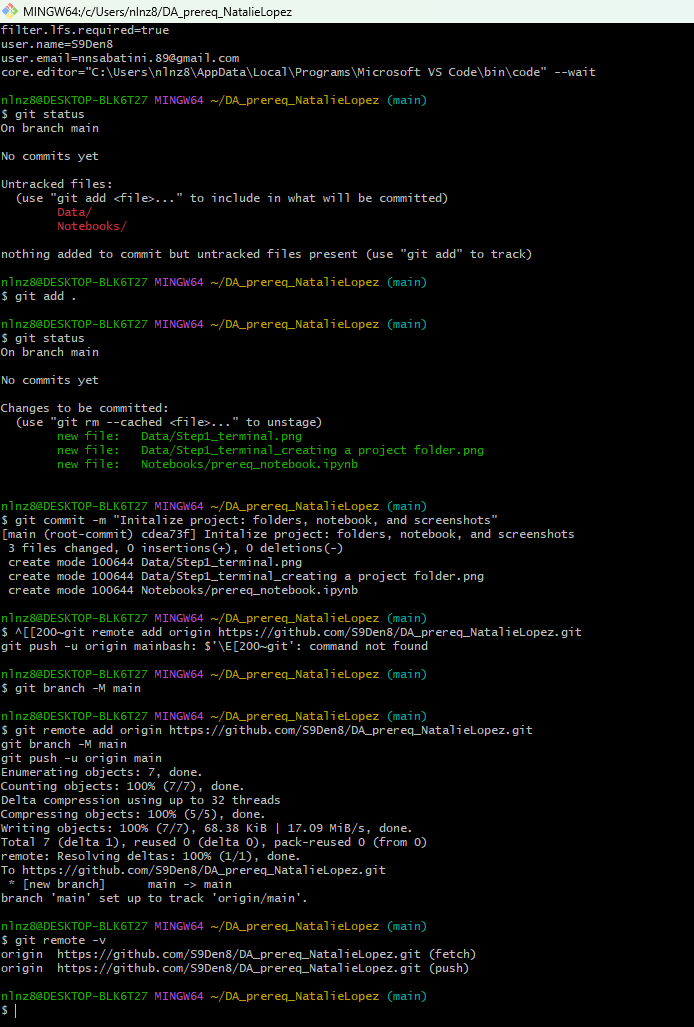 MINGW64:/c/Users/nlnz8/DA_prereq_NatalieLopez
filter.lfs.required=true
user.name=S9Den8
user.email=nnsabatini.89@gmail.com
core.editor="C:\Users\nlnz8\AppData\Local\Programs\Microsoft VS Code\bin\code" --wait
nlnz8@DESKTOP-BLK6T27 MINGW64 ~/DA_prereq_NatalieLopez (main)
$ git status
On branch main
No commits yet
Untracked files:
  (use "git add <file>..." to include in what will be committed)
        Data/
        Notebooks/
nothing added to commit but untracked files present (use "git add" to track)
nlnz8@DESKTOP-BLK6T27 MINGW64 ~/DA_prereq_NatalieLopez (main)
$ git add .
nlnz8@DESKTOP-BLK6T27 MINGW64 ~/DA_prereq_NatalieLopez (main)
$ git status
On branch main
No commits yet
Changes to be committed:
  (use "git rm --cached <file>..." to unstage)
        new file:   Data/Step1_terminal.png
        new file:   Data/Step1_terminal_creating a project folder.png
        new file:   Notebooks/prereq_notebook.ipynb
nlnz8@DESKTOP-BLK6T27 MINGW64 ~/DA_prereq_NatalieLopez (main)
$ git commit -m "Initalize project: folders, notebook, and screenshots"
[main (root-commit) cdea73f] Initalize project: folders, notebook, and screenshots
 3 files changed, 0 insertions(+), 0 deletions(-)
 create mode 100644 Data/Step1_terminal.png
 create mode 100644 Data/Step1_terminal_creating a project folder.png
 create mode 100644 Notebooks/prereq_notebook.ipynb
nlnz8@DESKTOP-BLK6T27 MINGW64 ~/DA_prereq_NatalieLopez (main)
$ ^[[200~git remote add origin https://github.com/S9Den8/DA_prereq_NatalieLopez.git
git push -u origin mainbash: $'\E[200~git': command not found
nlnz8@DESKTOP-BLK6T27 MINGW64 ~/DA_prereq_NatalieLopez (main)
$ git branch -M main
nlnz8@DESKTOP-BLK6T27 MINGW64 ~/DA_prereq_NatalieLopez (main)
$ git remote add origin https://github.com/S9Den8/DA_prereq_NatalieLopez.git
git branch -M main
git push -u origin main
Enumerating objects: 7, done.
Counting objects: 100% (7/7), done.
Delta compression using up to 32 threads
Compressing objects: 100% (5/5), done.
Writing objects: 100% (7/7), 68.38 KiB | 17.09 MiB/s, done.
Total 7 (delta 1), reused 0 (delta 0), pack-reused 0 (from 0)
remote: Resolving deltas: 100% (1/1), done.
To https://github.com/S9Den8/DA_prereq_NatalieLopez.git
 * [new branch]      main -> main
branch 'main' set up to track 'origin/main'.
nlnz8@DESKTOP-BLK6T27 MINGW64 ~/DA_prereq_NatalieLopez (main)
$ git remote -v
origin  https://github.com/S9Den8/DA_prereq_NatalieLopez.git (fetch)
origin  https://github.com/S9Den8/DA_prereq_NatalieLopez.git (push)
nlnz8@DESKTOP-BLK6T27 MINGW64 ~/DA_prereq_NatalieLopez (main)
$